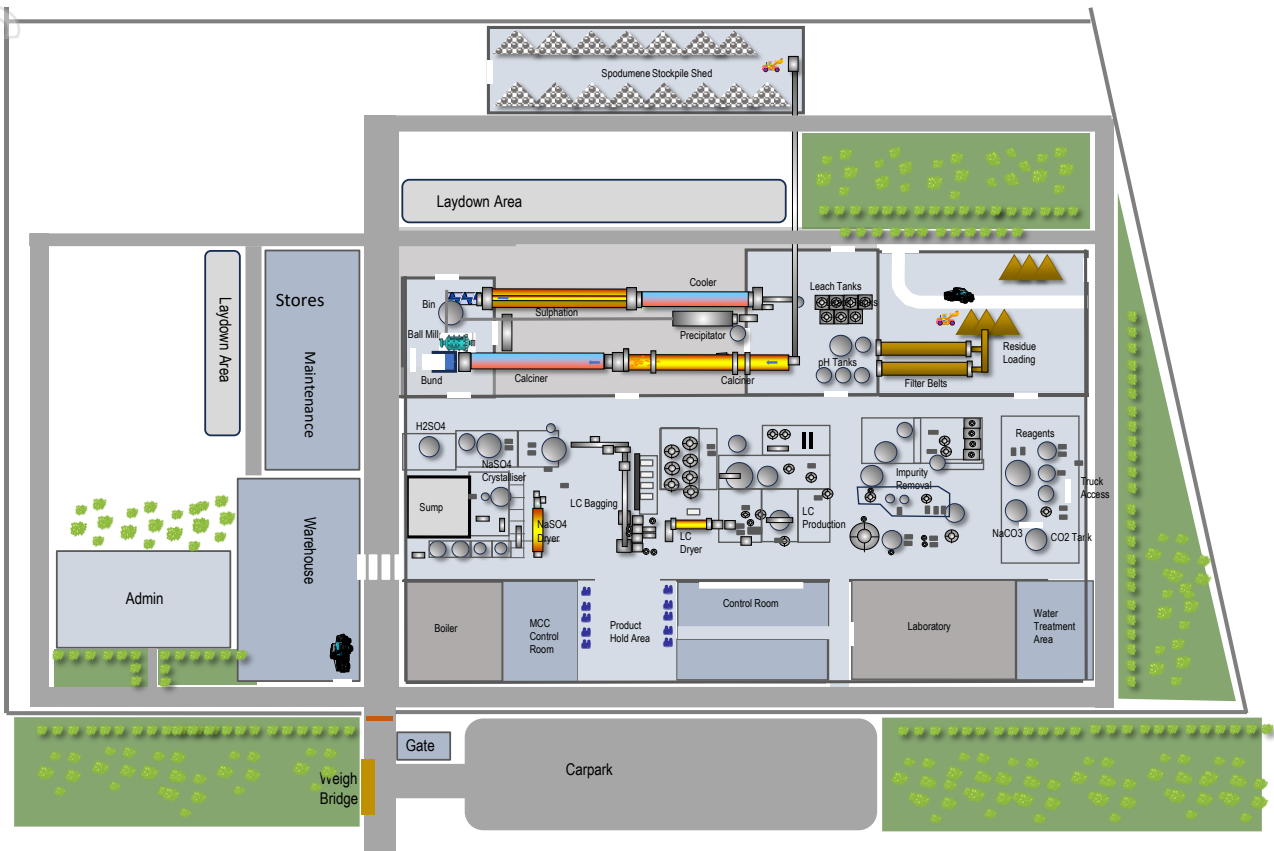 Spodumene Stockpile Shed
Laydown Area
Stores
Maintenance
Laydown Area
Warehouse
Admin
Bin
Sulphation
Cooler
Ball Mill
Precipitator
Bund
Calciner
Calciner
Leach Tanks
pH Tanks
Filter Belts
Residue
Loading
H2SO4
NaSO4
Crystalliser
Sump
NaSO4
Dryer
LC Bagging
LC
Dryer
LC
Production
Impurity
Removal
Reagents
Truck
Access
NaCO3
CO2 Tank
Boiler
MCC
Control
Room
Product
Hold Area
Control Room
Laboratory
Water
Treatment
Area
Gate
Weigh
Bridge
Carpark